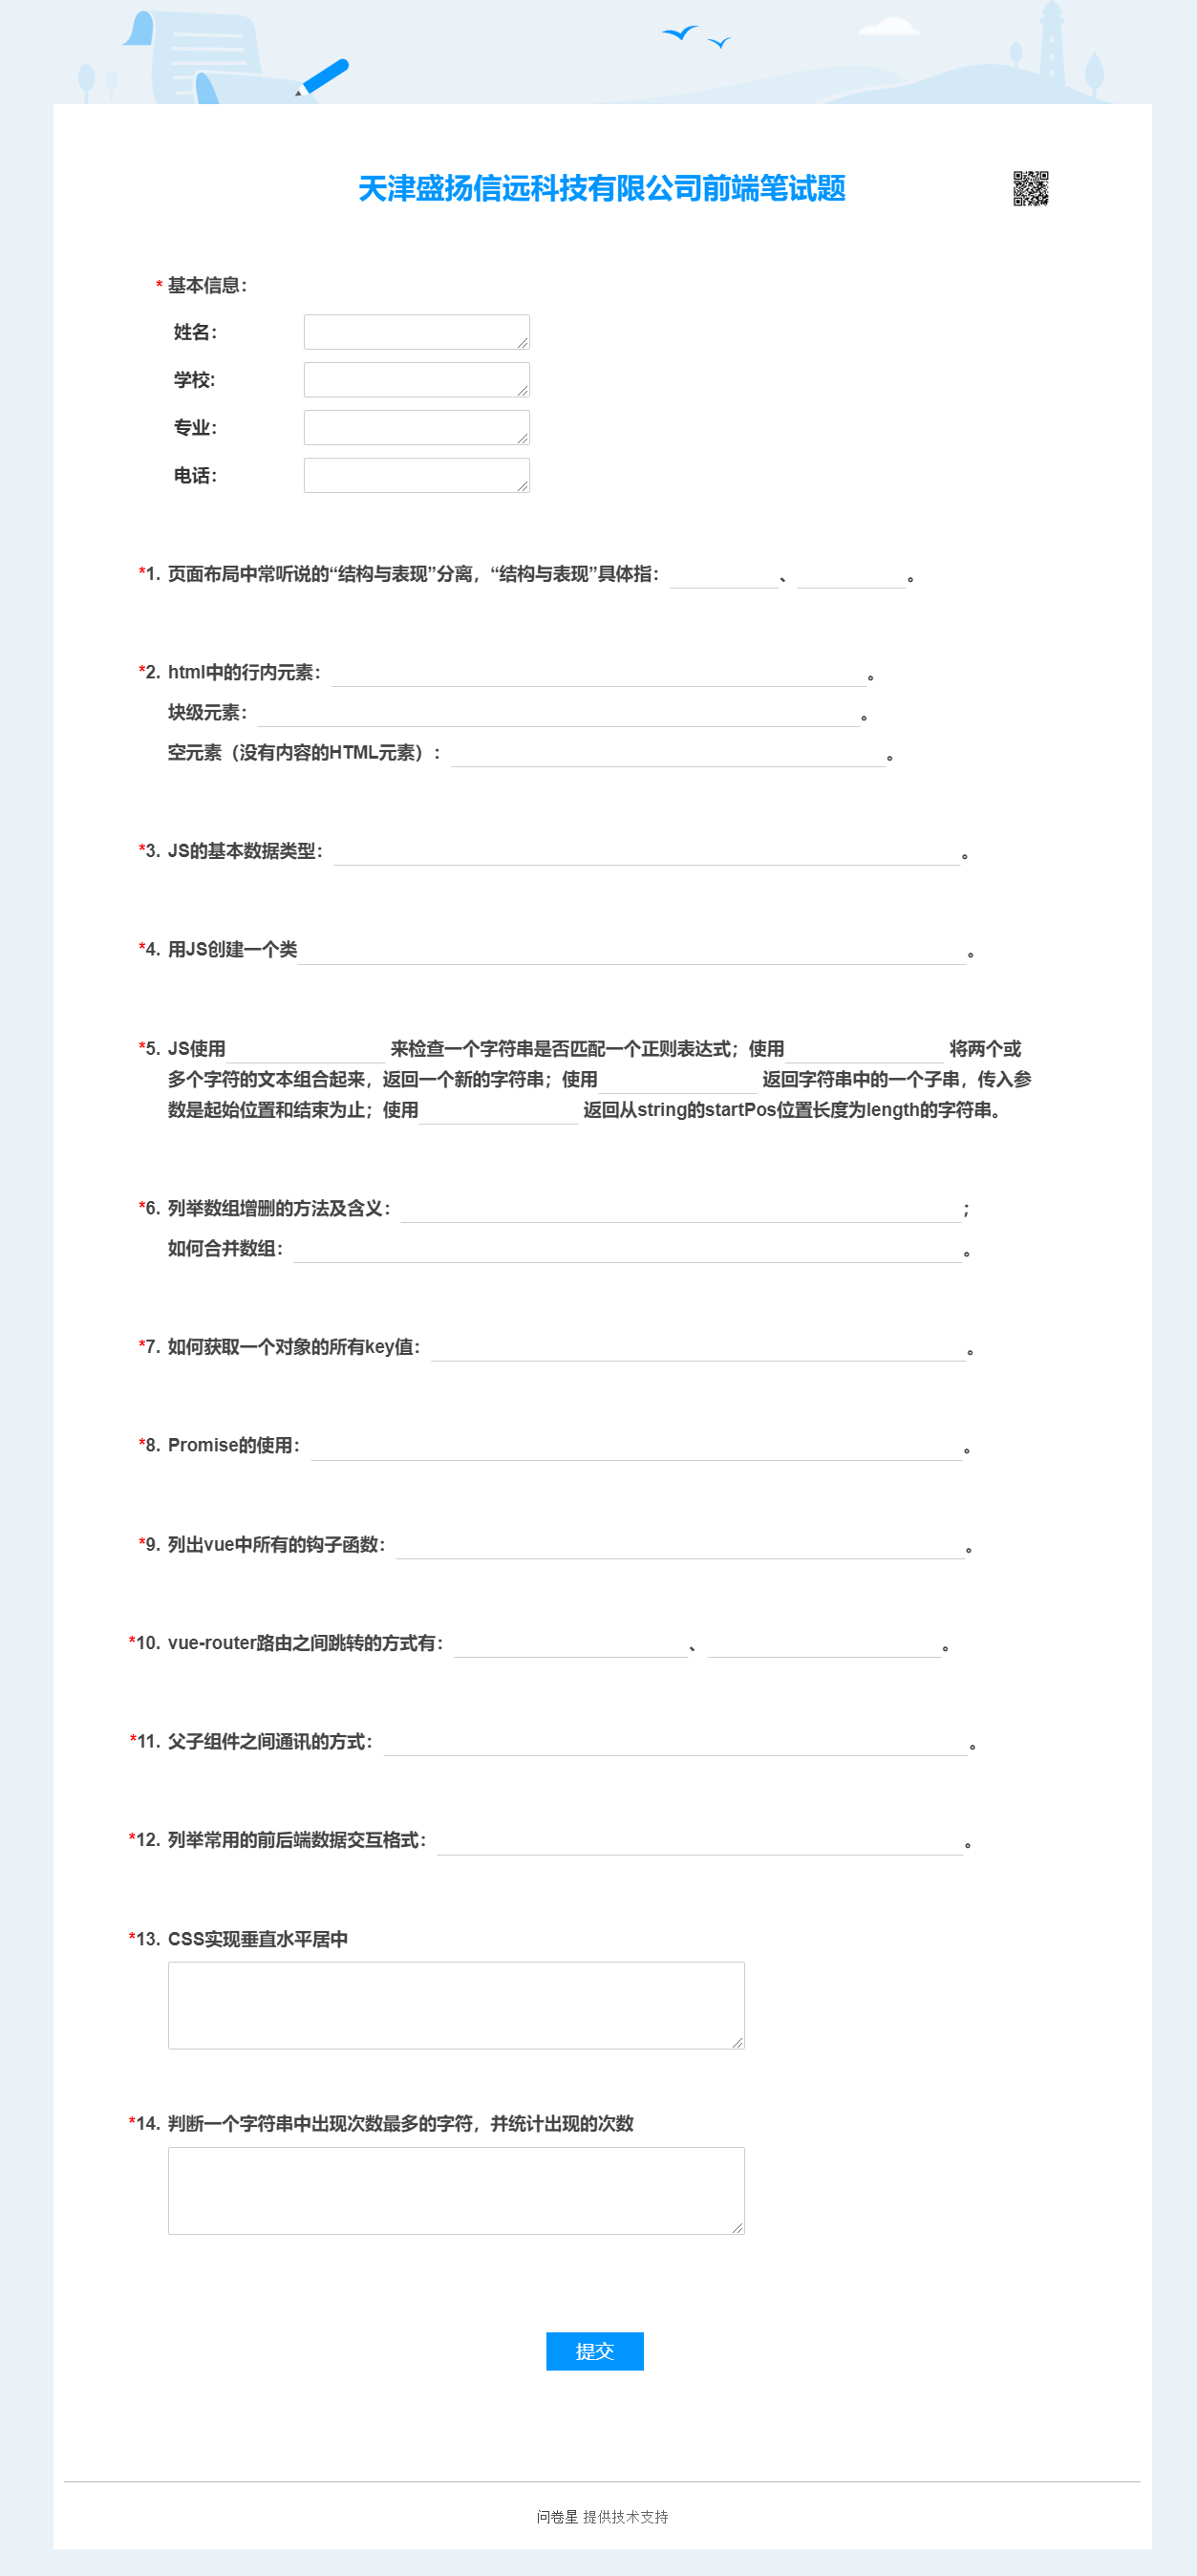 天津盛扬信远科技有限公司前端笔试题
* 基本信息：
姓名：
学校:
专业：
电话：
*1. 页面布局中常听说的“结构与表现”分离，“结构与表现”具体指： 、 。
*2. html中的行内元素： 。
块级元素： 。
空元素（没有内容的HTML元素）： 。
*3. JS的基本数据类型： 。
*4. 用JS创建一个类 。
*5. JS使用 来检查一个字符串是否匹配一个正则表达式；使用 将两个或
多个字符的文本组合起来，返回一个新的字符串；使用 返回字符串中的一个子串，传入参
数是起始位置和结束为止；使用 返回从string的startPos位置长度为length的字符串。
*6. 列举数组增删的方法及含义： ；
如何合并数组： 。
*7. 如何获取一个对象的所有key值： 。
*8. Promise的使用： 。
*9. 列出vue中所有的钩子函数： 。
*10. vue-router路由之间跳转的方式有： 、 。
*11. 父子组件之间通讯的方式： 。
*12. 列举常用的前后端数据交互格式： 。
*13. CSS实现垂直水平居中
*14. 判断一个字符串中出现次数最多的字符，并统计出现的次数
提交
问卷星 提供技术支持